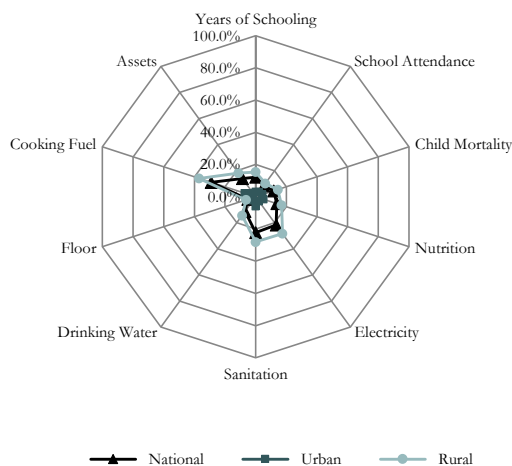 Years of Schooling
100.0%
Assets
School Attendance
80.0%
60.0%
40.0%
Cooking Fuel
Child Mortality
20.0%
0.0%
Floor
Nutrition
Drinking Water
Electricity
Sanitation
National Urban Rural